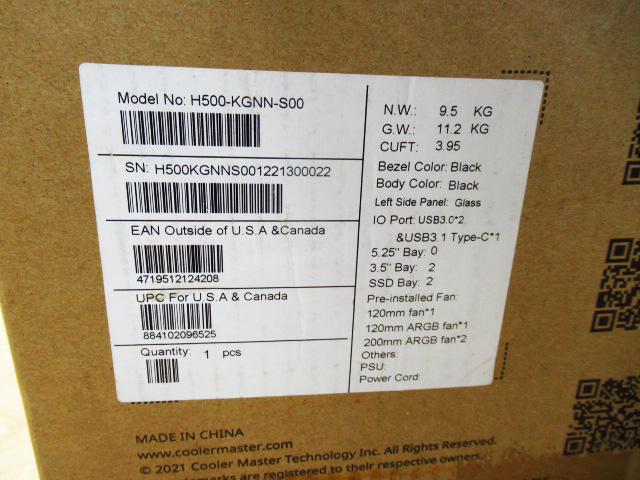 Model No: H500-KGNN-S00
SN: H500KGNNS001221300022
EAN Outside of U.S.A &Canada
4719512124208
UPC For U.S.A & Canada
884102096525
Quantity: 1 pcs
N.W.: 9.5 KG
G.W.: 11.2 KG
CUFT: 3.95
Bezel Color: Black
Body Color: Black
Left Side Panel: Glass
IO Port: USB3.0*2
&USB3.1 Type-C*1
5.25" Bay: 0
3.5" Bay: 2
SSD Bay: 2
Pre-installed Fan:
120mm fan*1
120mm ARGB fan*1
200mm ARGB fan*2
Others:
PSU:
Power Cord:
MADE IN CHINA
www.coolermaster.com
© 2021 Cooler Master Technology Inc. All Rights Reserved.
are registered to their respective owners.